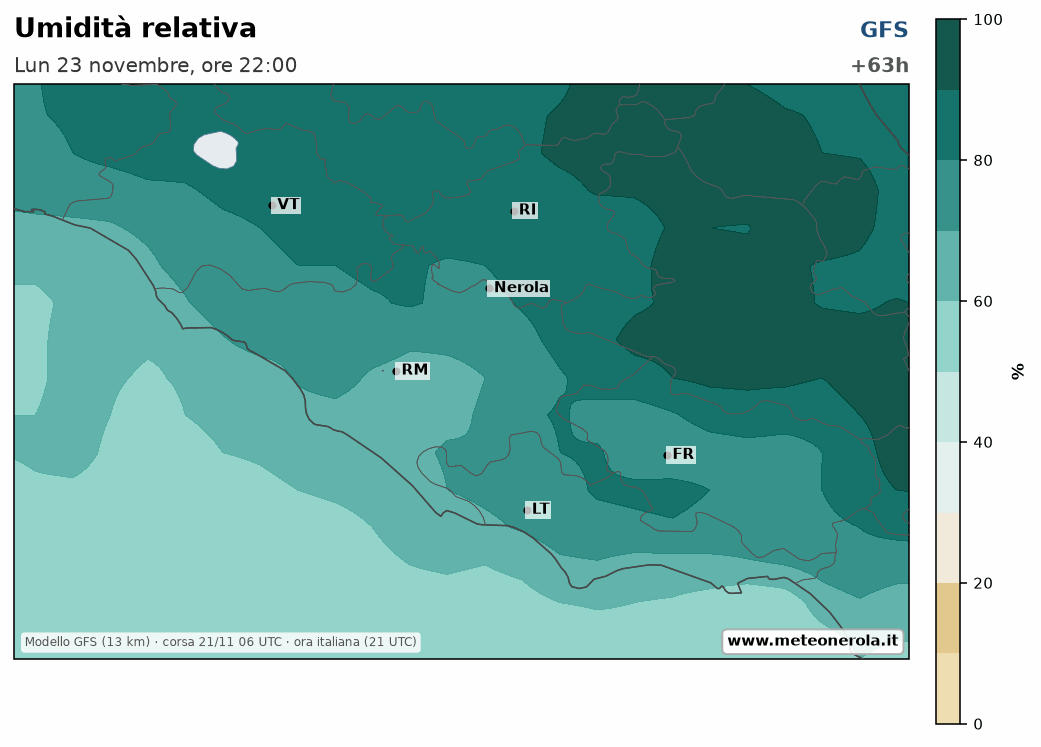 Umidità relativa
GFS
Lun 23 novembre, ore 22:00
+63h
VT
RI
Nerola
RM
FR
LT
Modello GFS (13 km) · corsa 21/11 06 UTC · ora italiana (21 UTC)
www.meteonerola.it
100
80
60
40
20
0
%